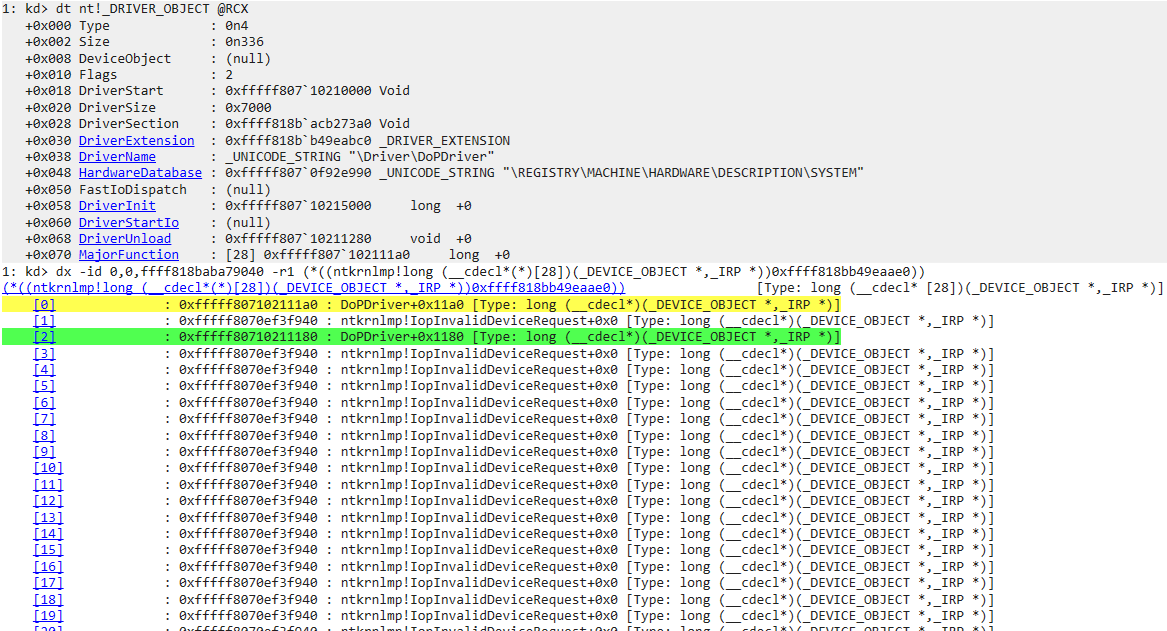 1: kd> dt nt!_DRIVER_OBJECT @RCX
+0x000 Type : 0n4
+0x002 Size : 0n336
+0x008 DeviceObject : (null)
+0x010 Flags : 2
+0x018 DriverStart : 0xfffff807`10210000 Void
+0x020 DriverSize : 0x7000
+0x028 DriverSection : 0xffff818b`acb273a0 Void
+0x030 DriverExtension : 0xffff818b`b49eabc0 _DRIVER_EXTENSION
+0x038 DriverName : _UNICODE_STRING "\Driver\DoPDriver"
+0x048 HardwareDatabase : 0xfffff807`0f92e990 _UNICODE_STRING "\REGISTRY\MACHINE\HARDWARE\DESCRIPTION\SYSTEM"
+0x050 FastIoDispatch : (null)
+0x058 DriverInit : 0xfffff807`10215000 long +0
+0x060 DriverStartIo : (null)
+0x068 DriverUnload : 0xfffff807`10211280 void +0
+0x070 MajorFunction : [28] 0xfffff807`102111a0 long +0
1: kd> dx -id 0,0,ffff818baba79040 -r1 (*((ntkrnlmp!long (__cdecl*(*)[28])(_DEVICE_OBJECT *,_IRP *))0xffff818bb49eaae0))
(*((ntkrnlmp!long (__cdecl*(*)[28])(_DEVICE_OBJECT *,_IRP *))0xffff818bb49eaae0)) [Type: long (__cdecl* [28])(_DEVICE_OBJECT *,_IRP *)]
[0] : 0xfffff807102111a0 : DoPDriver+0x11a0 [Type: long (__cdecl*)(_DEVICE_OBJECT *,_IRP *)]
[1] : 0xfffff8070ef3f940 : ntkrnlmp!IopInvalidDeviceRequest+0x0 [Type: long (__cdecl*)(_DEVICE_OBJECT *,_IRP *)]
[2] : 0xfffff80710211180 : DoPDriver+0x1180 [Type: long (__cdecl*)(_DEVICE_OBJECT *,_IRP *)]
[3] : 0xfffff8070ef3f940 : ntkrnlmp!IopInvalidDeviceRequest+0x0 [Type: long (__cdecl*)(_DEVICE_OBJECT *,_IRP *)]
[4] : 0xfffff8070ef3f940 : ntkrnlmp!IopInvalidDeviceRequest+0x0 [Type: long (__cdecl*)(_DEVICE_OBJECT *,_IRP *)]
[5] : 0xfffff8070ef3f940 : ntkrnlmp!IopInvalidDeviceRequest+0x0 [Type: long (__cdecl*)(_DEVICE_OBJECT *,_IRP *)]
[6] : 0xfffff8070ef3f940 : ntkrnlmp!IopInvalidDeviceRequest+0x0 [Type: long (__cdecl*)(_DEVICE_OBJECT *,_IRP *)]
[7] : 0xfffff8070ef3f940 : ntkrnlmp!IopInvalidDeviceRequest+0x0 [Type: long (__cdecl*)(_DEVICE_OBJECT *,_IRP *)]
[8] : 0xfffff8070ef3f940 : ntkrnlmp!IopInvalidDeviceRequest+0x0 [Type: long (__cdecl*)(_DEVICE_OBJECT *,_IRP *)]
[9] : 0xfffff8070ef3f940 : ntkrnlmp!IopInvalidDeviceRequest+0x0 [Type: long (__cdecl*)(_DEVICE_OBJECT *,_IRP *)]
[10] : 0xfffff8070ef3f940 : ntkrnlmp!IopInvalidDeviceRequest+0x0 [Type: long (__cdecl*)(_DEVICE_OBJECT *,_IRP *)]
[11] : 0xfffff8070ef3f940 : ntkrnlmp!IopInvalidDeviceRequest+0x0 [Type: long (__cdecl*)(_DEVICE_OBJECT *,_IRP *)]
[12] : 0xfffff8070ef3f940 : ntkrnlmp!IopInvalidDeviceRequest+0x0 [Type: long (__cdecl*)(_DEVICE_OBJECT *,_IRP *)]
[13] : 0xfffff8070ef3f940 : ntkrnlmp!IopInvalidDeviceRequest+0x0 [Type: long (__cdecl*)(_DEVICE_OBJECT *,_IRP *)]
[14] : 0xfffff8070ef3f940 : ntkrnlmp!IopInvalidDeviceRequest+0x0 [Type: long (__cdecl*)(_DEVICE_OBJECT *,_IRP *)]
[15] : 0xfffff8070ef3f940 : ntkrnlmp!IopInvalidDeviceRequest+0x0 [Type: long (__cdecl*)(_DEVICE_OBJECT *,_IRP *)]
[16] : 0xfffff8070ef3f940 : ntkrnlmp!IopInvalidDeviceRequest+0x0 [Type: long (__cdecl*)(_DEVICE_OBJECT *,_IRP *)]
[17] : 0xfffff8070ef3f940 : ntkrnlmp!IopInvalidDeviceRequest+0x0 [Type: long (__cdecl*)(_DEVICE_OBJECT *,_IRP *)]
[18] : 0xfffff8070ef3f940 : ntkrnlmp!IopInvalidDeviceRequest+0x0 [Type: long (__cdecl*)(_DEVICE_OBJECT *,_IRP *)]
[19] : 0xfffff8070ef3f940 : ntkrnlmp!IopInvalidDeviceRequest+0x0 [Type: long (__cdecl*)(_DEVICE_OBJECT *,_IRP *)]